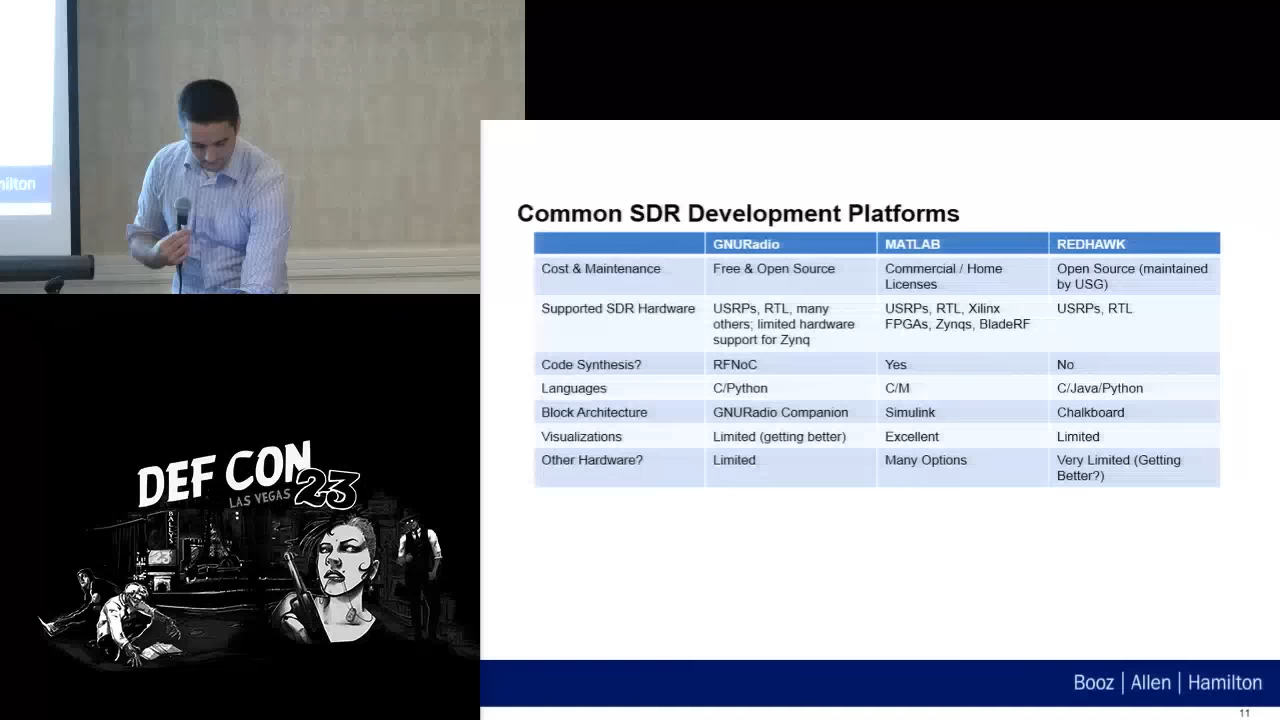 milton
Common SDR Development Platforms
GNURadio MATLAB REDHAWK
Cost & Maintenance Free & Open Source Commercial / Home Licenses Open Source (maintained by USG)
Supported SDR Hardware USRPs, RTL, many others; limited hardware support for Zynq USRPs, RTL, Xilinx FPGAs, Zynqs, BladeRF USRPs, RTL
Code Synthesis? RFNoC Yes No
Languages C/Python C/M C/Java/Python
Block Architecture GNURadio Companion Simulink Chalkboard
Visualizations Limited (getting better) Excellent Limited
Other Hardware? Limited Many Options Very Limited (Getting Better?)
DEF CON
LAS VEGAS 23
BALLYS
23
Booz | Allen | Hamilton
11